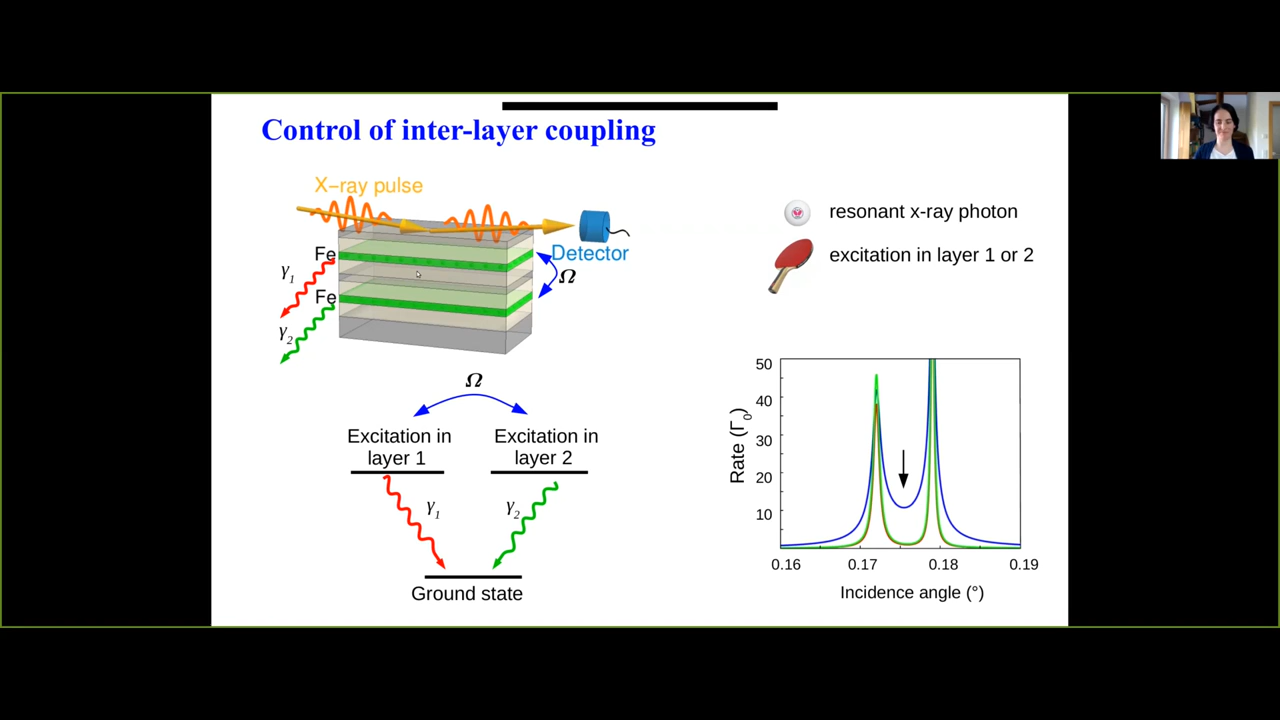 Control of inter-layer coupling
X−ray pulse
Detector
Fe
Fe
γ1
γ2
Ω
resonant x-ray photon
excitation in layer 1 or 2
Ω
Excitation in
layer 1
Excitation in
layer 2
γ1
γ2
Ground state
Rate (Γ0)
50
40
30
20
10
0.16
0.17
0.18
0.19
Incidence angle (°)